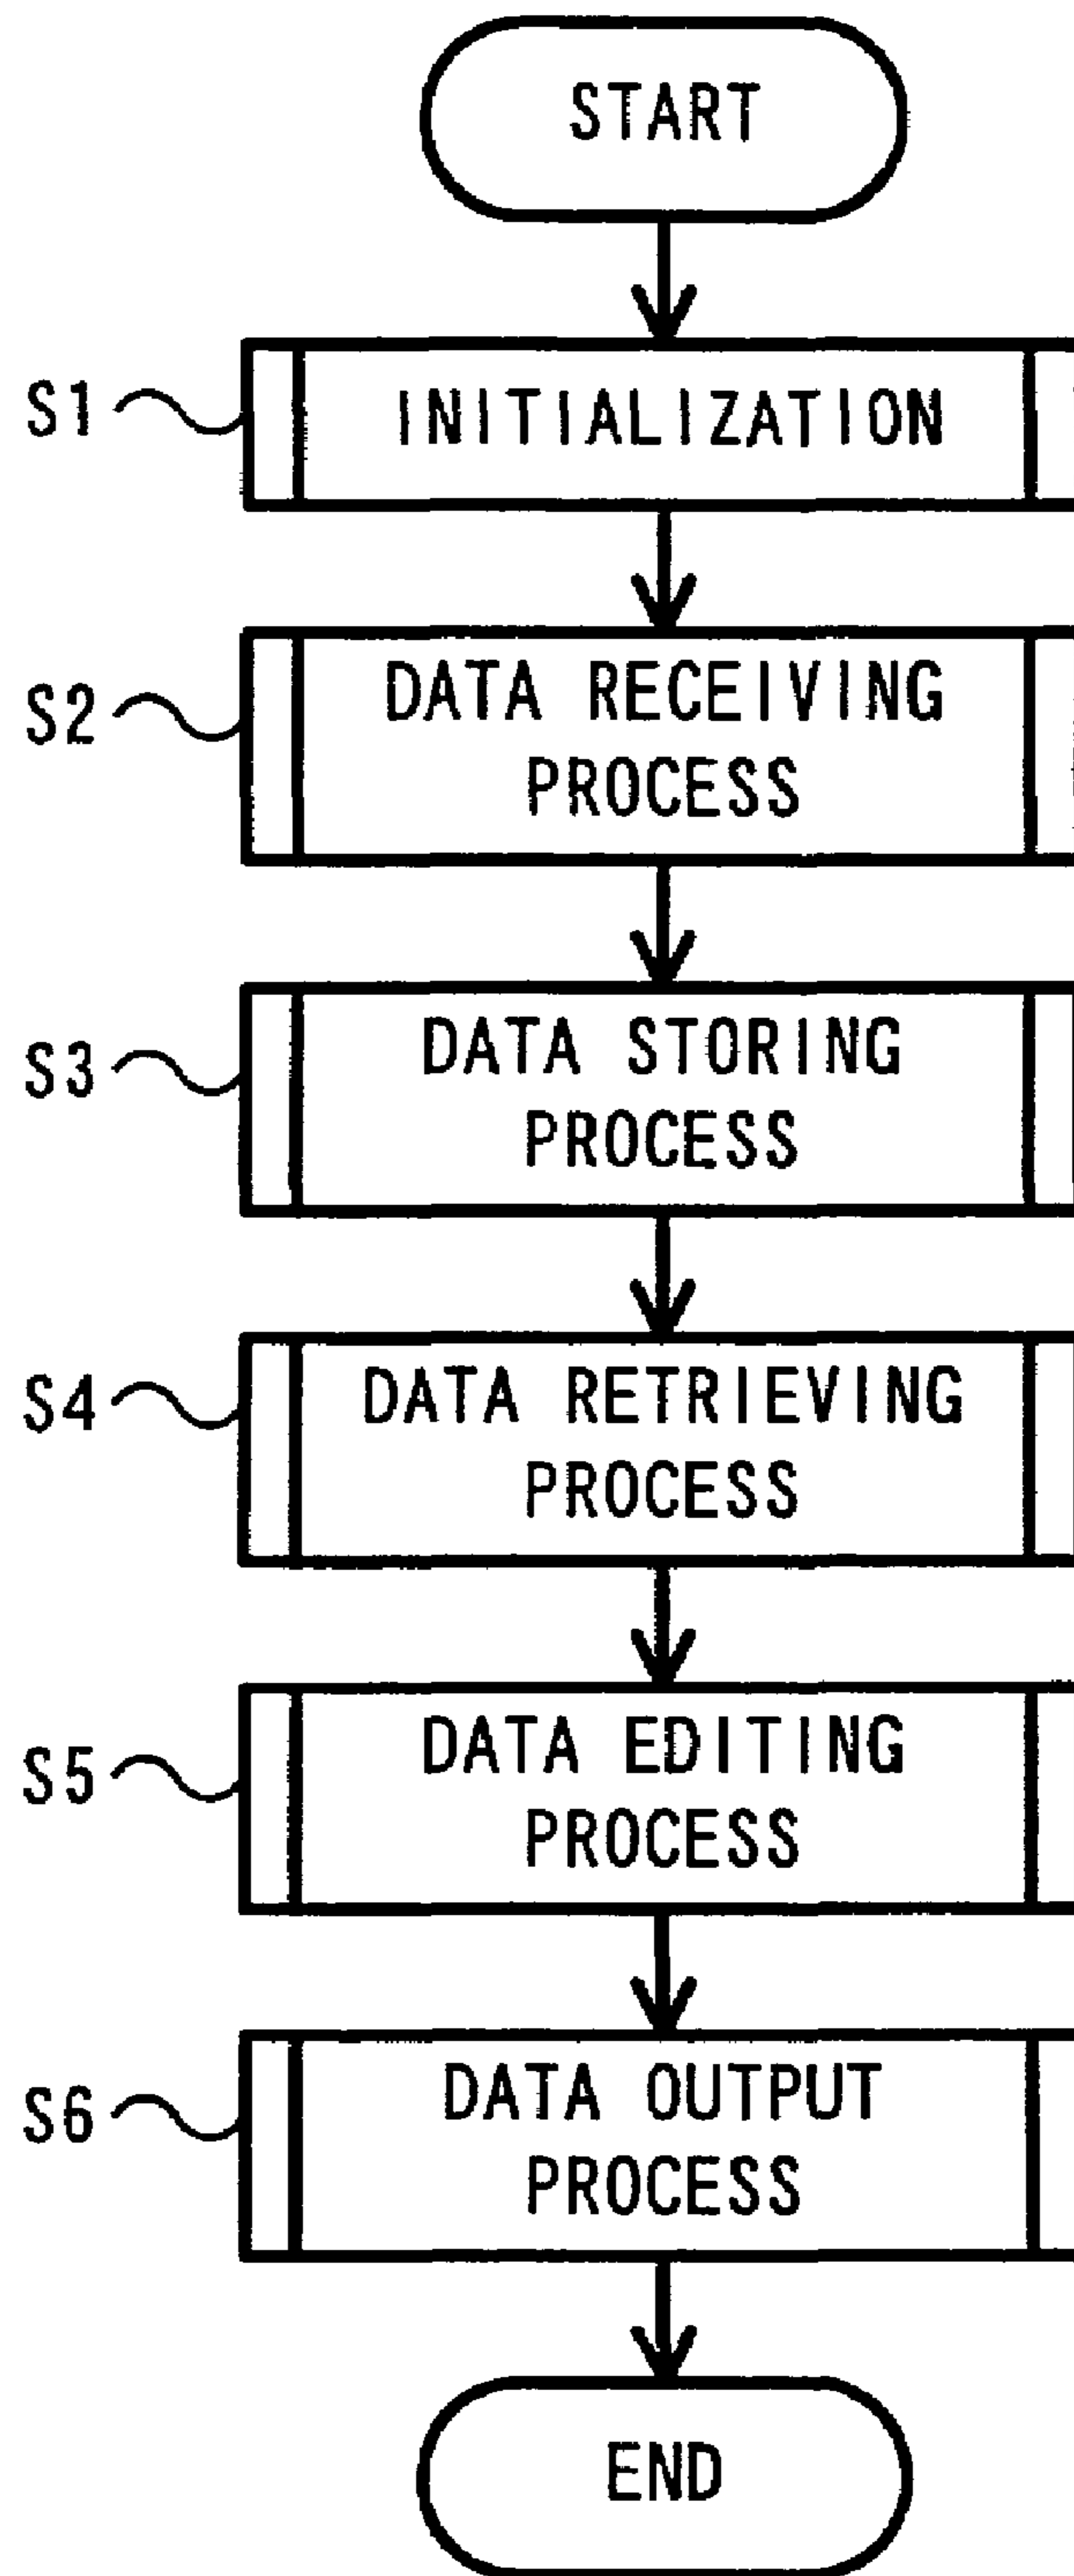 START
S1 INITIALIZATION
S2 DATA RECEIVING
PROCESS
S3 DATA STORING
PROCESS
S4 DATA RETRIEVING
PROCESS
S5 DATA EDITING
PROCESS
S6 DATA OUTPUT
PROCESS
END